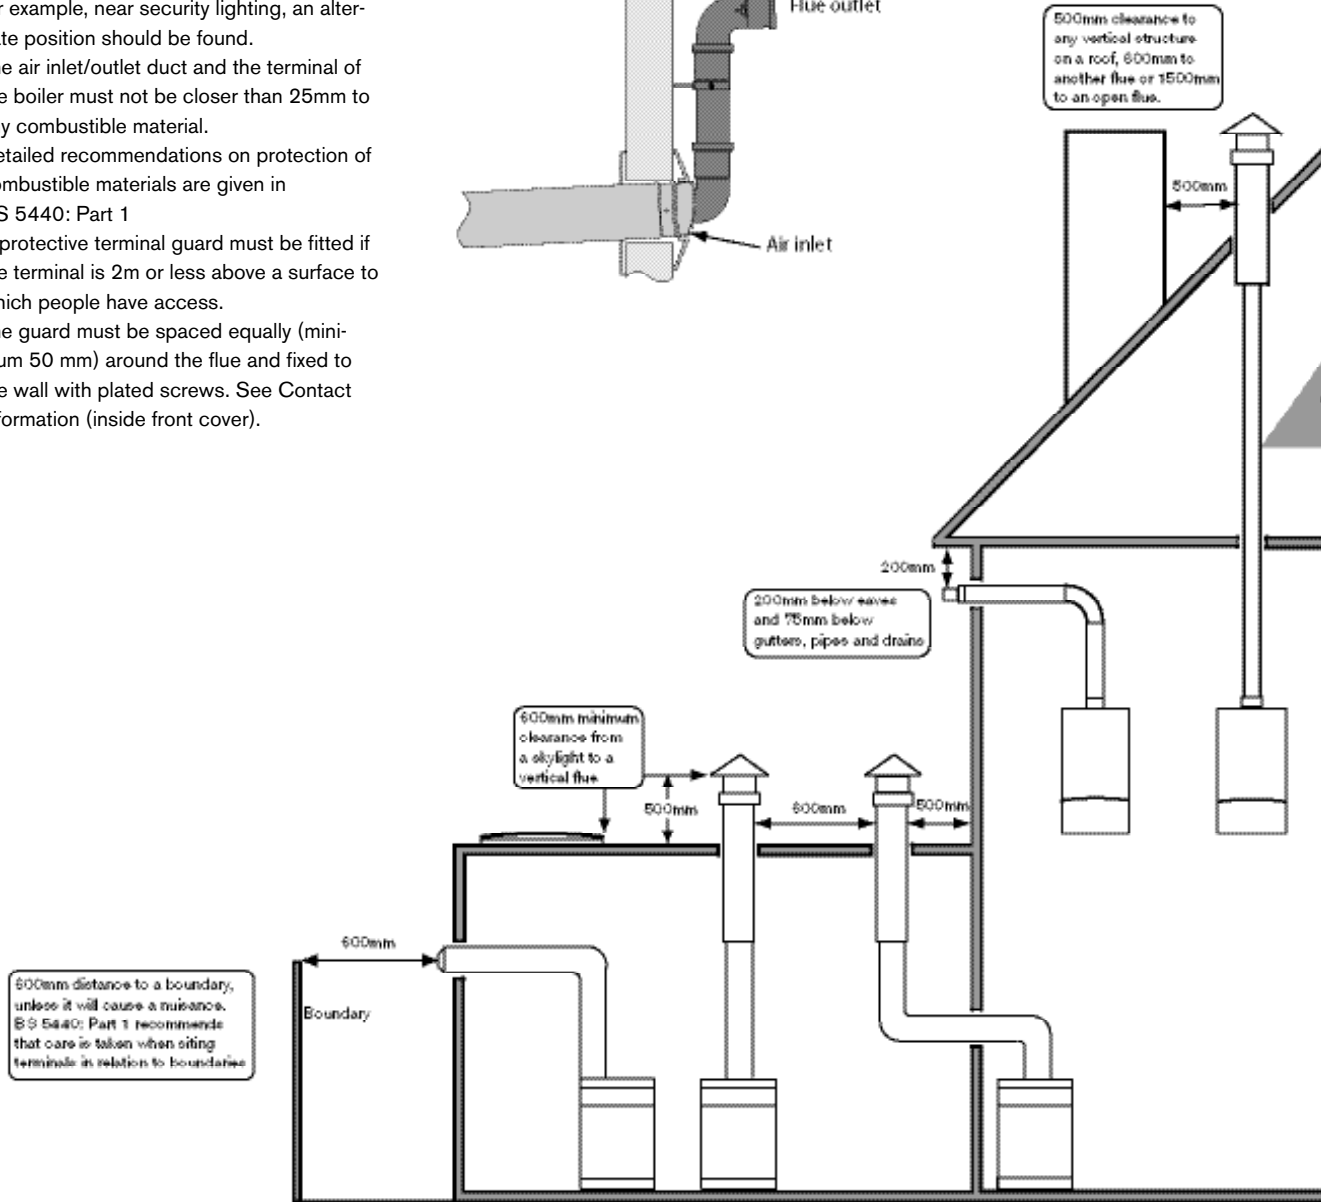 r example, near security lighting, an alter-
ate position should be found.
e air inlet/outlet duct and the terminal of
e boiler must not be closer than 25mm to
y combustible material.
etailed recommendations on protection of
ombustible materials are given in
S 5440: Part 1
protective terminal guard must be fitted if
e terminal is 2m or less above a surface to
hich people have access.
e guard must be spaced equally (mini-
um 50 mm) around the flue and fixed to
e wall with plated screws. See Contact
formation (inside front cover).
Flue outlet
Air inlet
500mm clearance to
any vertical structure
on a roof, 600mm to
another flue or 1500mm
to an open flue.
500mm
200mm
200mm below eaves
and 75mm below
gutters, pipes and drains
600mm minimum
clearance from
a skylight to a
vertical flue
500mm
600mm
500mm
600mm
600mm distance to a boundary,
unless it will cause a nuisance.
BS 5440: Part 1 recommends
that care is taken when siting
terminals in relation to boundaries
Boundary